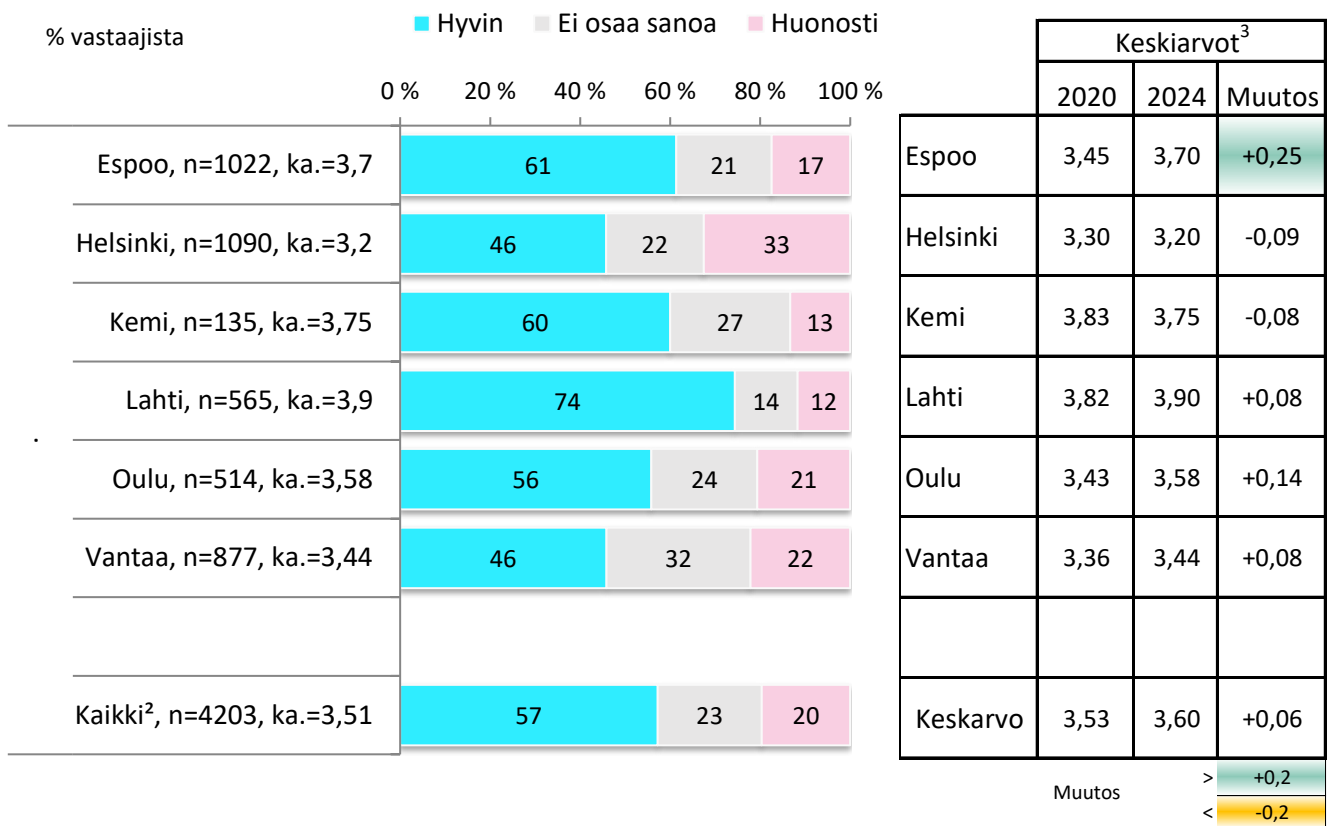 % vastaajista
Hyvin Ei osaa sanoa Huonosti
0 % 20 % 40 % 60 % 80 % 100 %
Espoo, n=1022, ka.=3,7 61 21 17
Helsinki, n=1090, ka.=3,2 46 22 33
Kemi, n=135, ka.=3,75 60 27 13
Lahti, n=565, ka.=3,9 74 14 12
.
Oulu, n=514, ka.=3,58 56 24 21
Vantaa, n=877, ka.=3,44 46 32 22
Kaikki², n=4203, ka.=3,51 57 23 20
Keskiarvot³
2020 2024 Muutos
Espoo 3,45 3,70 +0,25
Helsinki 3,30 3,20 -0,09
Kemi 3,83 3,75 -0,08
Lahti 3,82 3,90 +0,08
Oulu 3,43 3,58 +0,14
Vantaa 3,36 3,44 +0,08
Keskarvo 3,53 3,60 +0,06
Muutos
> +0,2
< -0,2